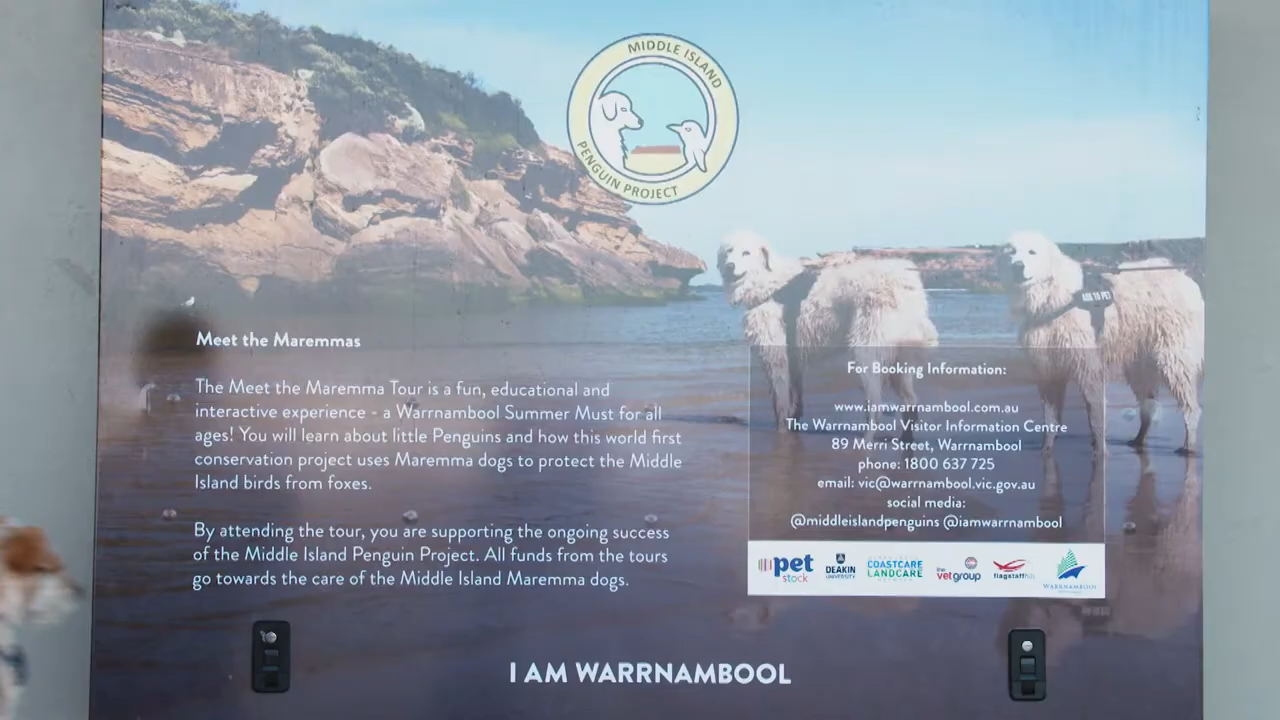 MIDDLE ISLAND
PENGUIN PROJECT
ASK TO PET
Meet the Maremmas
The Meet the Maremma Tour is a fun, educational and
interactive experience - a Warrnambool Summer Must for all
ages! You will learn about little Penguins and how this world first
conservation project uses Maremma dogs to protect the Middle
Island birds from foxes.
By attending the tour, you are supporting the ongoing success
of the Middle Island Penguin Project. All funds from the tours
go towards the care of the Middle Island Maremma dogs.
For Booking Information:
www.iamwarrnambool.com.au
The Warrnambool Visitor Information Centre
89 Merri Street, Warrnambool
phone: 1800 637 725
email: vic@warrnambool.vic.gov.au
social media:
@middleislandpenguins @iamwarrnambool
pet
stock
DEAKIN
UNIVERSITY
COASTCARE
LANDCARE
the
vetgroup
flagstaffhill
WARRNAMBOOL
I AM WARRNAMBOOL